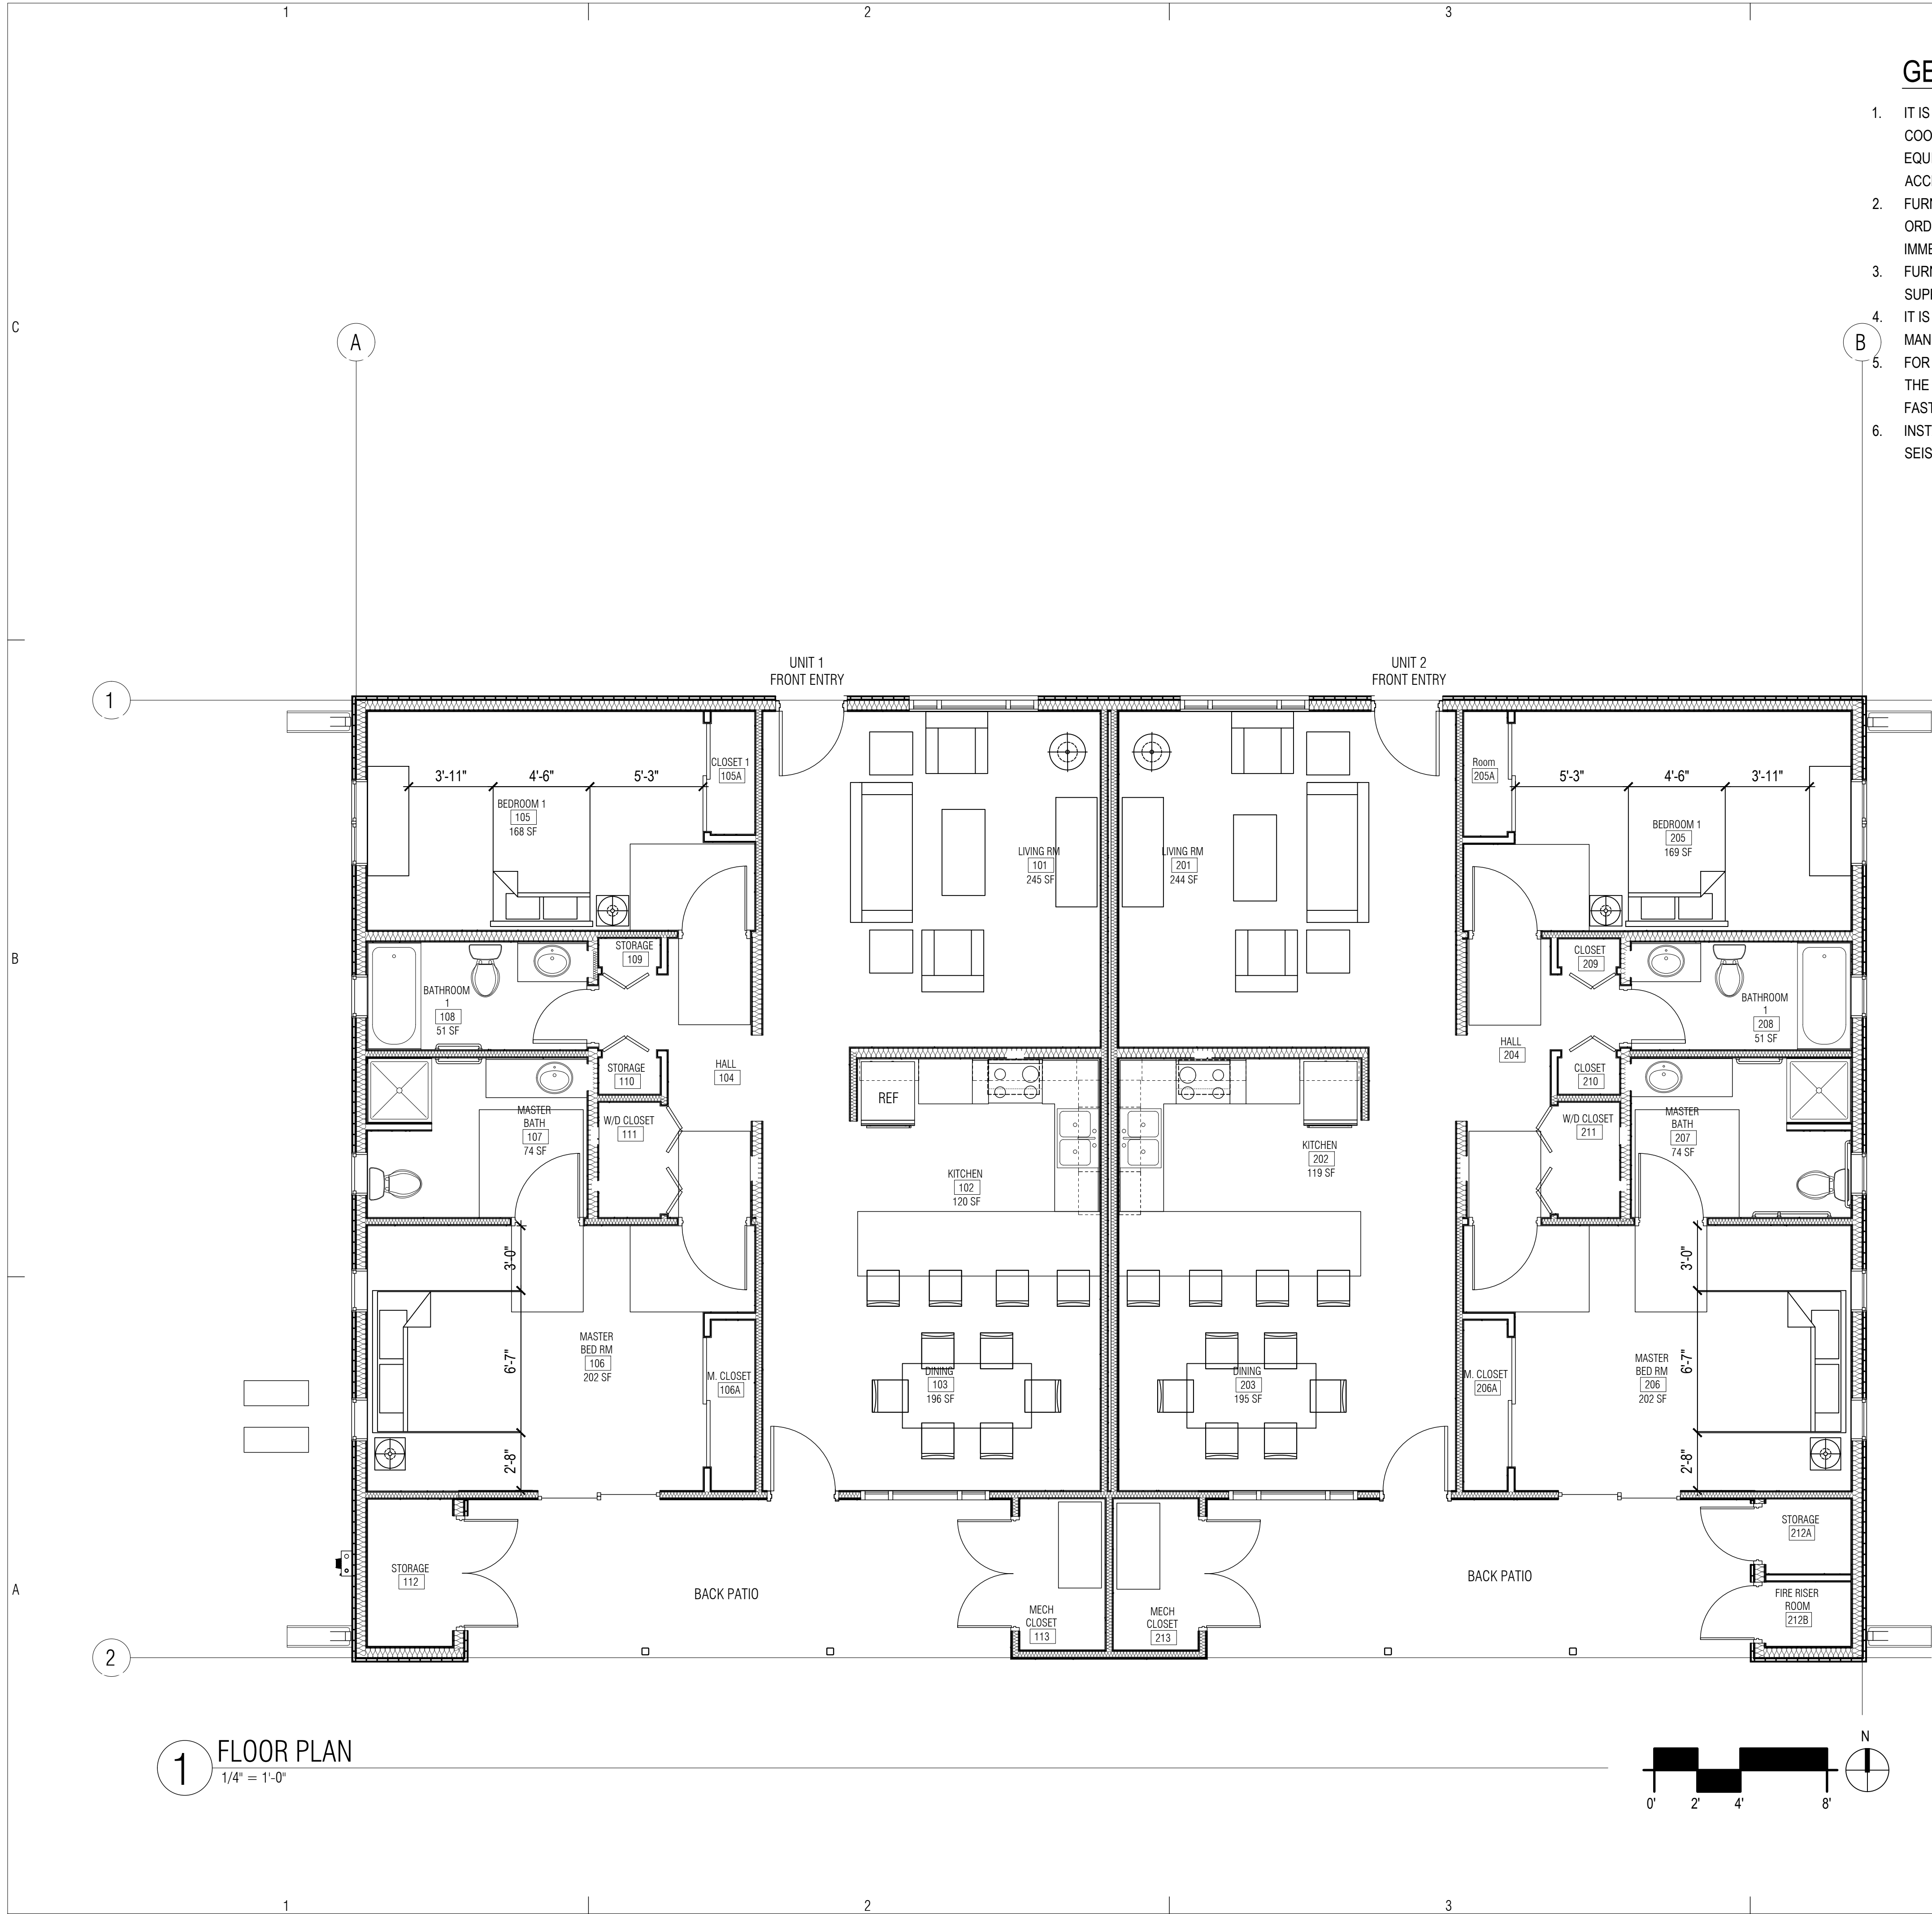 1
2
3
GE
1. IT IS
COO
EQU
ACC
2. FURN
ORD
IMME
3. FURN
SUPP
4. IT IS
MAN
5. FOR
THE
FAST
6. INST
SEIS
C
A
B
UNIT 1
FRONT ENTRY
UNIT 2
FRONT ENTRY
1
CLOSET 1
105A
Room
205A
3'-11"
4'-6"
5'-3"
5'-3"
4'-6"
3'-11"
BEDROOM 1
105
168 SF
BEDROOM 1
205
169 SF
LIVING RM
101
245 SF
LIVING RM
201
244 SF
B
STORAGE
109
CLOSET
209
BATHROOM
1
108
51 SF
BATHROOM
1
208
51 SF
STORAGE
110
HALL
104
HALL
204
CLOSET
210
REF
MASTER
BATH
107
74 SF
W/D CLOSET
111
W/D CLOSET
211
MASTER
BATH
207
74 SF
KITCHEN
102
120 SF
KITCHEN
202
119 SF
3'-0"
3'-0"
MASTER
BED RM
106
202 SF
6'-7"
6'-7"
MASTER
BED RM
206
202 SF
M. CLOSET
106A
DINING
103
196 SF
DINING
203
195 SF
M. CLOSET
206A
2'-8"
2'-8"
A
STORAGE
112
BACK PATIO
MECH
CLOSET
113
MECH
CLOSET
213
BACK PATIO
STORAGE
212A
FIRE RISER
ROOM
212B
2
1
FLOOR PLAN
1/4" = 1'-0"
N
0'
2'
4'
8'
1
2
3